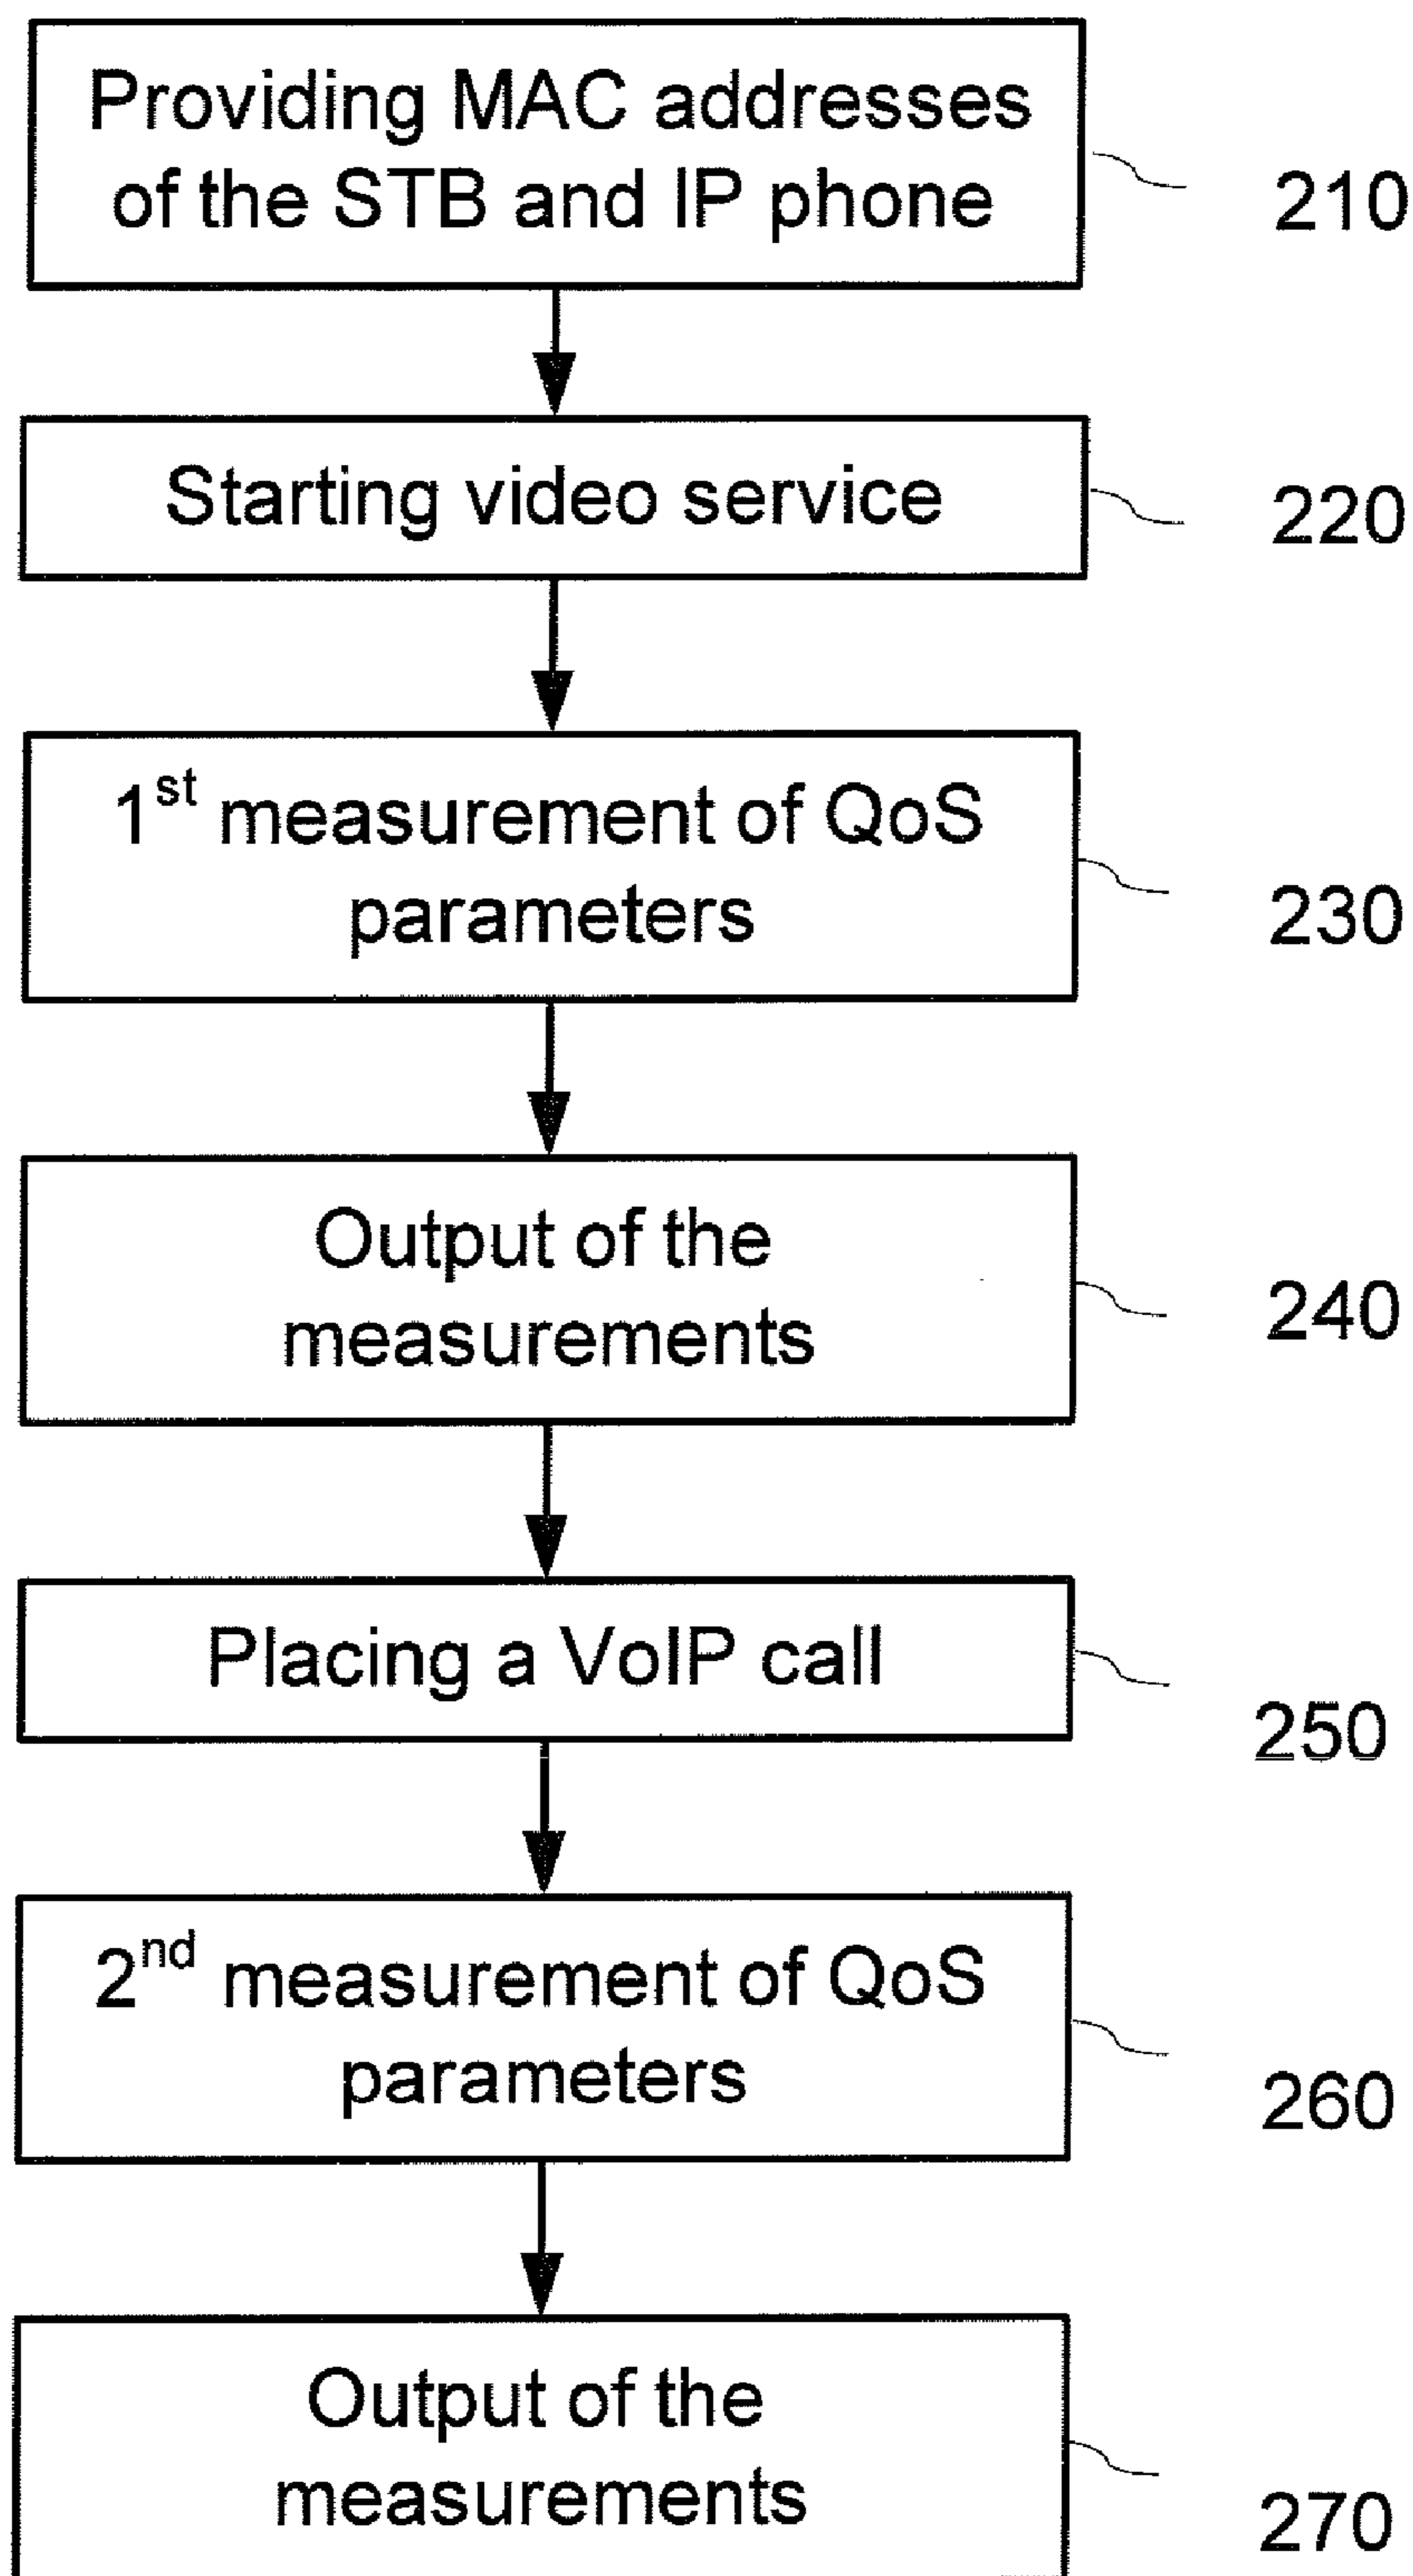 Providing MAC addresses
of the STB and IP phone
210
Starting video service
220
1st measurement of QoS
parameters
230
Output of the
measurements
240
Placing a VoIP call
250
2nd measurement of QoS
parameters
260
Output of the
measurements
270